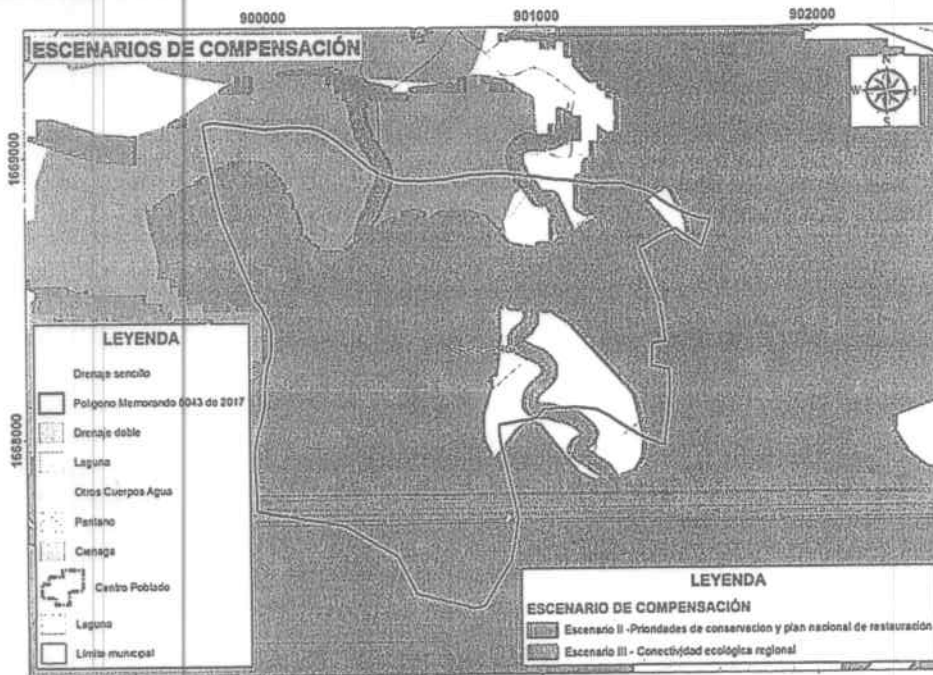 900000
901000
902000
ESCENARIOS DE COMPENSACIÓN
N
W
E
S
1669000
1668000
LEYENDA
Drenaje sencillo
Poligono Memorando 6043 de 2017
Drenaje doble
Laguna
Otros Cuerpos Agua
Pantano
Cienaga
Centro Poblado
Laguna
Límite municipal
LEYENDA
ESCENARIO DE COMPENSACIÓN
Escenario II -Prioridades de conservacion y plan nacional de restauración
Escenario III - Conectividad ecológica regional